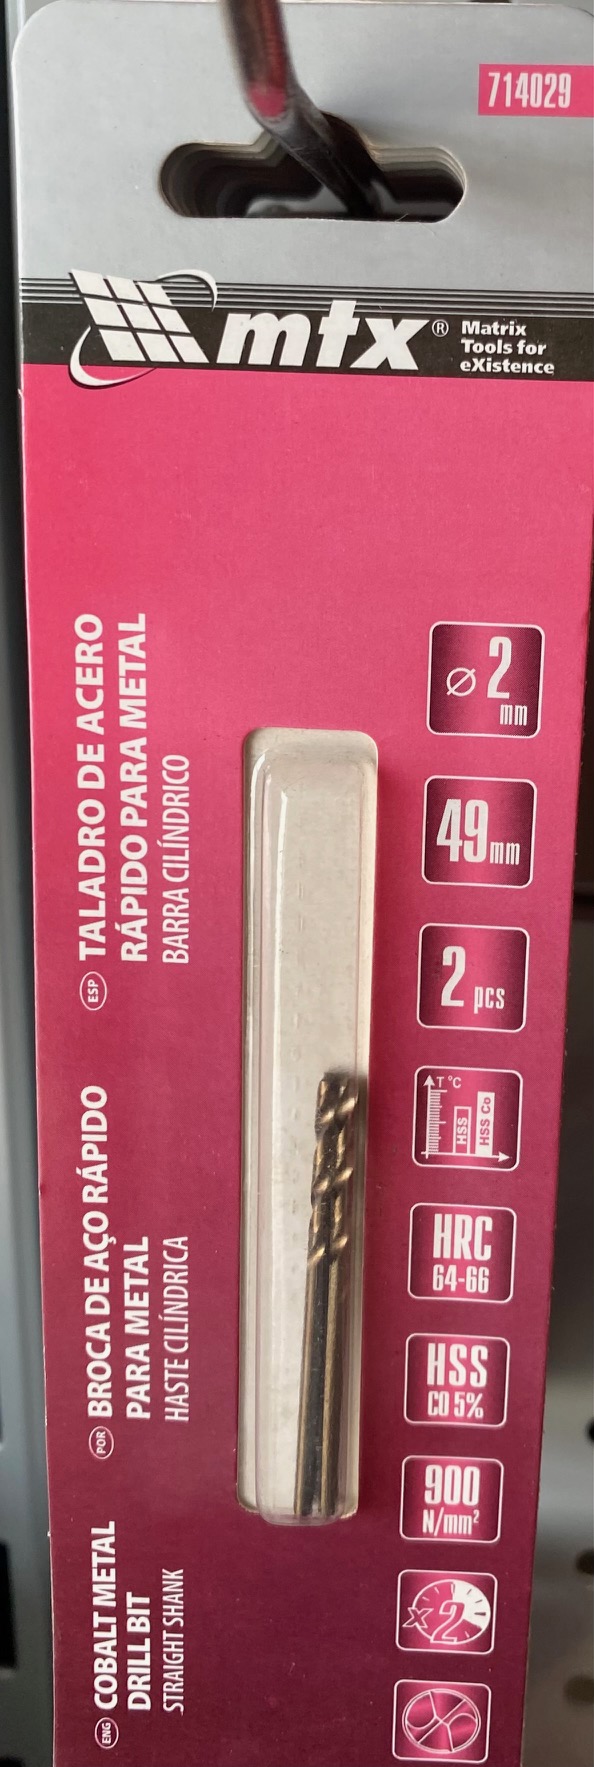 714029
mtx®
Matrix
Tools for
eXistence
ESP
TALADRO DE ACERO
RÁPIDO PARA METAL
BARRA CILÍNDRICO
POR
BROCA DE AÇO RÁPIDO
PARA METAL
HASTE CILÍNDRICA
ENG
COBALT METAL
DRILL BIT
STRAIGHT SHANK
⌀ 2 mm
49 mm
2 pcs
T °C
HSS
HSS Co
HRC
64-66
HSS
CO 5%
900
N/mm²
x2